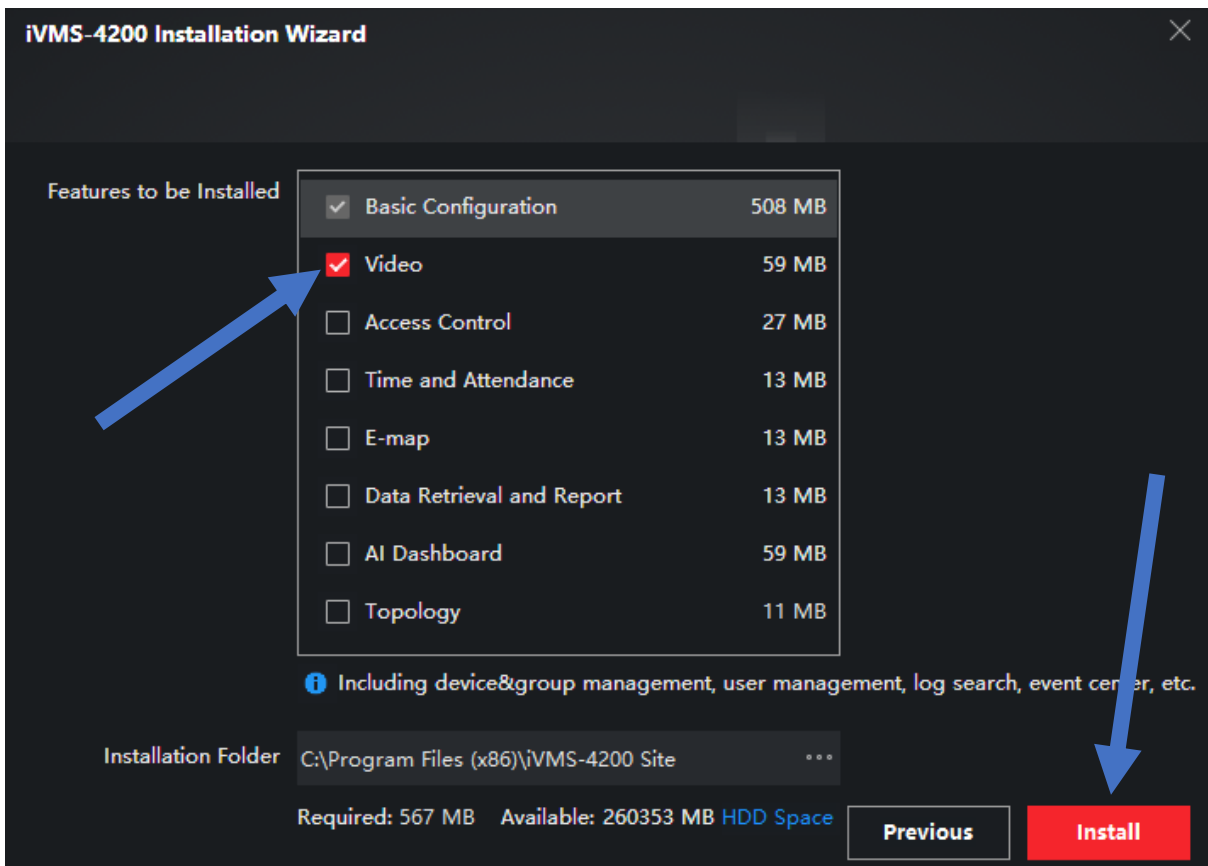 iVMS-4200 Installation Wizard
Features to be Installed
Basic Configuration 508 MB
Video 59 MB
Access Control 27 MB
Time and Attendance 13 MB
E-map 13 MB
Data Retrieval and Report 13 MB
AI Dashboard 59 MB
Topology 11 MB
Including device&group management, user management, log search, event center, etc.
Installation Folder C:\Program Files (x86)\iVMS-4200 Site
Required: 567 MB Available: 260353 MB HDD Space
Previous Install